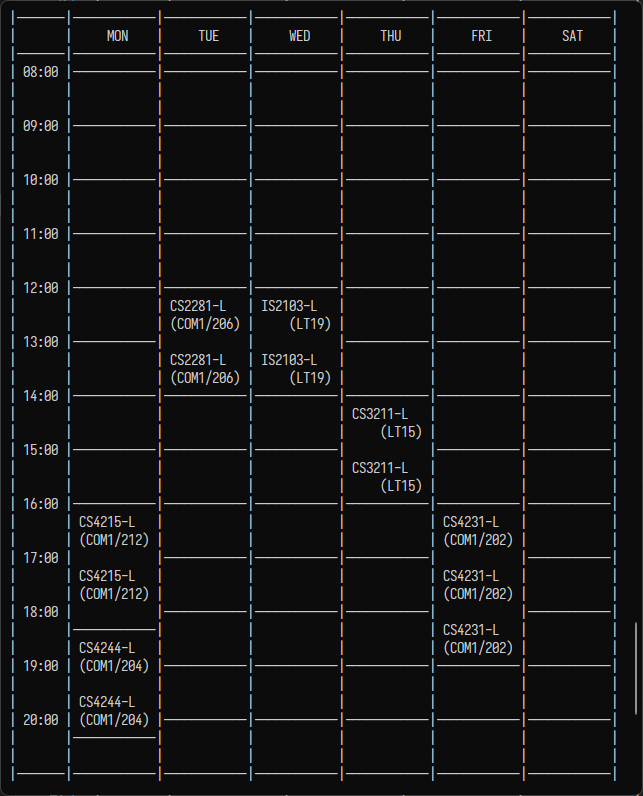 MON TUE WED THU FRI SAT
08:00
09:00
10:00
11:00
12:00
CS2281-L IS2103-L
(COM1/206) (LT19)
13:00
CS2281-L IS2103-L
(COM1/206) (LT19)
14:00
CS3211-L
(LT15)
15:00
CS3211-L
(LT15)
16:00
CS4215-L CS4231-L
(COM1/212) (COM1/202)
17:00
CS4215-L CS4231-L
(COM1/212) (COM1/202)
18:00
CS4231-L
CS4244-L (COM1/202)
19:00 (COM1/204)
CS4244-L
20:00 (COM1/204)